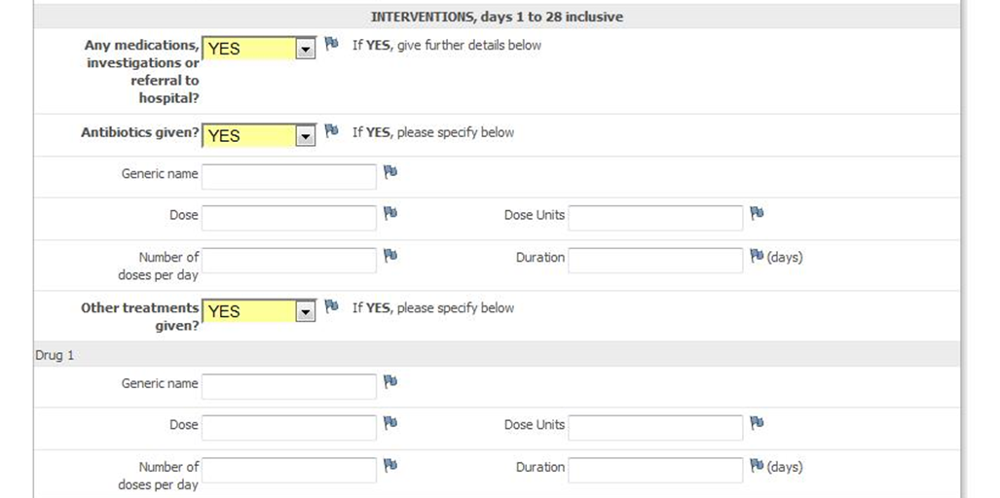 INTERVENTIONS, days 1 to 28 inclusive
Any medications, YES If YES, give further details below
investigations or
referral to
hospital?
Antibiotics given? YES If YES, please specify below
Generic name
Dose Dose Units
Number of Duration (days)
doses per day
Other treatments YES If YES, please specify below
given?
Drug 1
Generic name
Dose Dose Units
Number of Duration (days)
doses per day